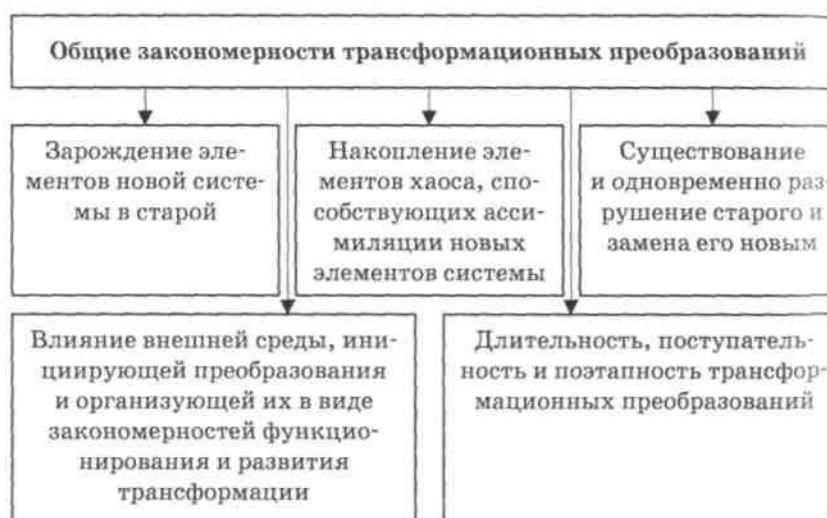 Общие закономерности трансформационных преобразований
Зарождение эле-
ментов новой систе-
мы в старой
Накопление эле-
ментов хаоса, спо-
собствующих асси-
миляции новых
элементов системы
Существование
и одновременно раз-
рушение старого и
замена его новым
Влияние внешней среды, ини-
циирующей преобразования
и организующей их в виде
закономерностей функцио-
нирования и развития
трансформации
Длительность, поступатель-
ность и поэтапность трансфор-
мационных преобразований